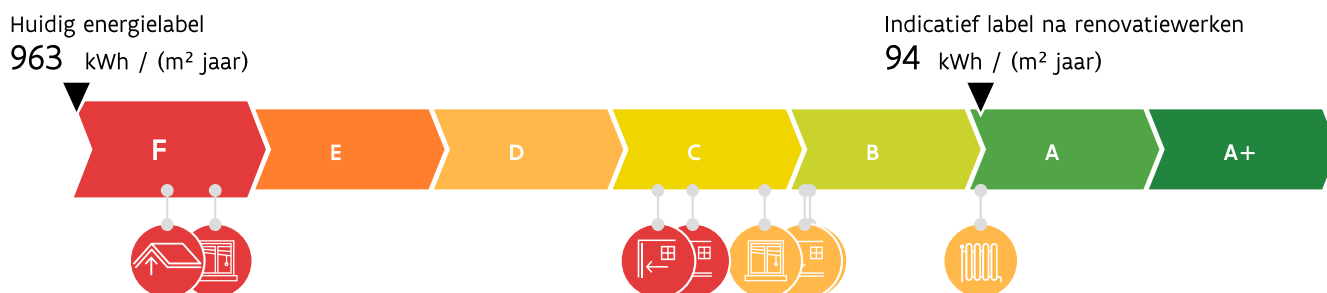 Huidig energielabel
963 kWh / (m² jaar)
Indicatief label na renovatiewerken
94 kWh / (m² jaar)
F
E
D
C
B
A
A+